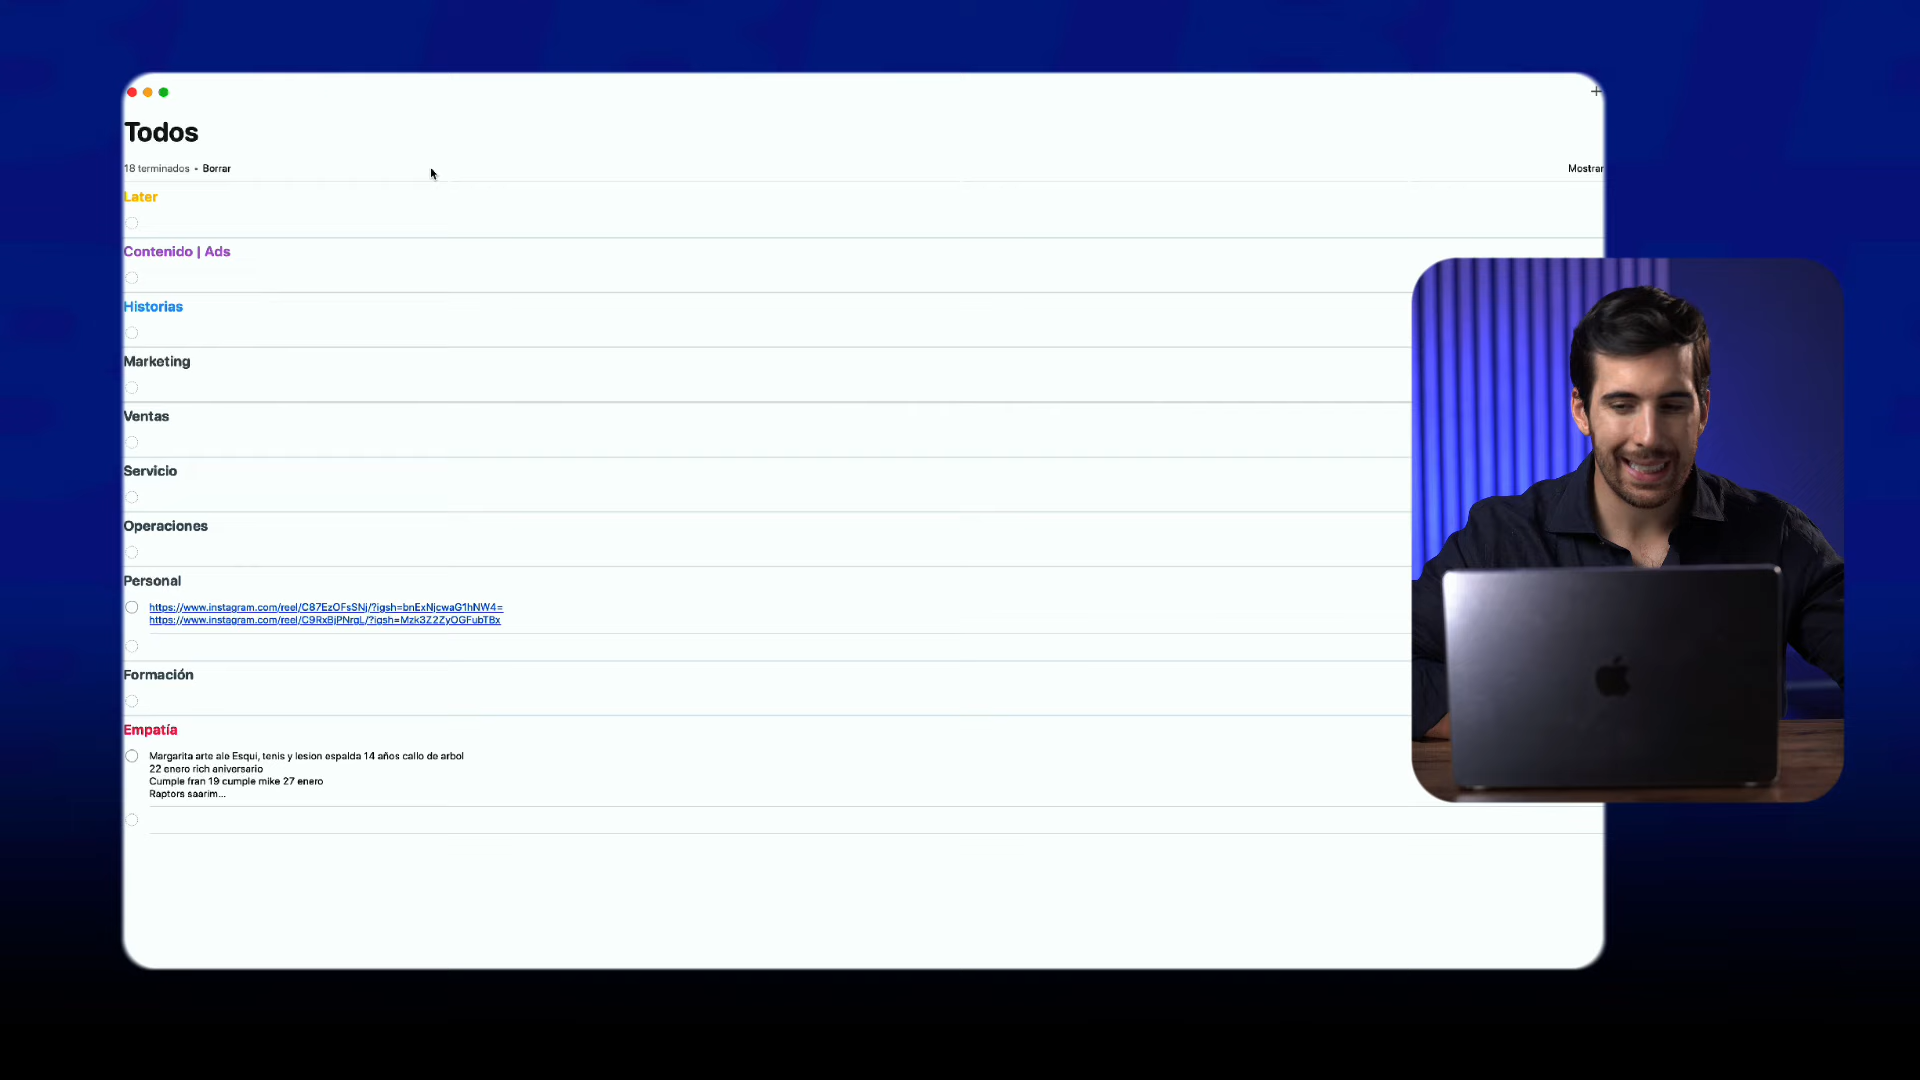 Todos
18 terminados • Borrar
Mostrar
Later
Contenido | Ads
Historias
Marketing
Ventas
Servicio
Operaciones
Personal
https://www.instagram.com/reel/C87EzOFsSNj/?igsh=bnExNjcwaG1hNW4=
https://www.instagram.com/reel/C9RxBjPNrgL/?igsh=Mzk3Z2ZyOGFubTBx
Formación
Empatía
Margarita arte ale Esqui, tenis y lesion espalda 14 años callo de arbol
22 enero rich aniversario
Cumple fran 19 cumple mike 27 enero
Raptors saarim...